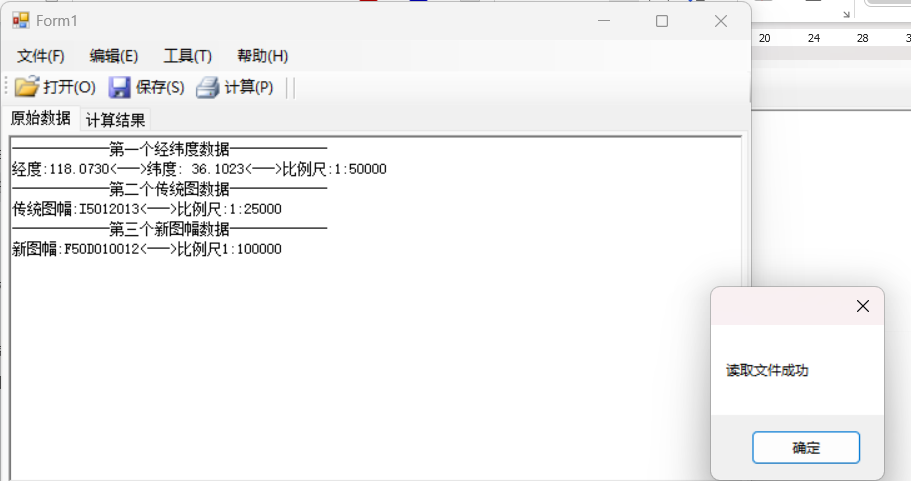 Form1
文件(F) 编辑(E) 工具(T) 帮助(H)
打开(O) 保存(S) 计算(P)
原始数据 计算结果
——————第一个经纬度数据——————
经度:118.0730<——>纬度: 36.1023<——>比例尺:1:50000
——————第二个传统图数据——————
传统图幅:I5012013<——>比例尺:1:25000
——————第三个新图幅数据——————
新图幅:F50D010012<——>比例尺1:100000
20 24 28
读取文件成功
确定